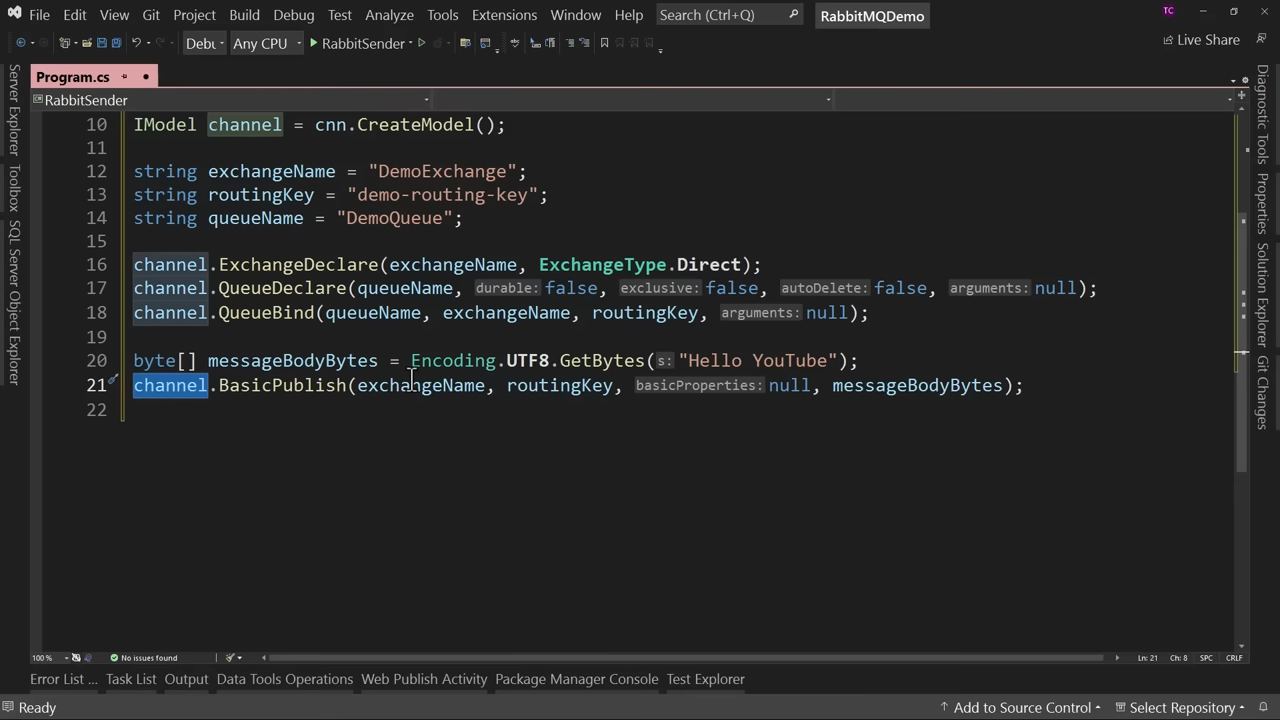 File Edit View Git Project Build Debug Test Analyze Tools Extensions Window Help Search (Ctrl+Q) RabbitMQDemo TC
Debu Any CPU RabbitSender Live Share
Program.cs
RabbitSender
10 IModel channel = cnn.CreateModel();
11
12 string exchangeName = "DemoExchange";
13 string routingKey = "demo-routing-key";
14 string queueName = "DemoQueue";
15
16 channel.ExchangeDeclare(exchangeName, ExchangeType.Direct);
17 channel.QueueDeclare(queueName, durable: false, exclusive: false, autoDelete: false, arguments: null);
18 channel.QueueBind(queueName, exchangeName, routingKey, arguments: null);
19
20 byte[] messageBodyBytes = Encoding.UTF8.GetBytes(s: "Hello YouTube");
21 channel.BasicPublish(exchangeName, routingKey, basicProperties: null, messageBodyBytes);
22
Server Explorer
Toolbox
SQL Server Object Explorer
Diagnostic Tools
Properties
Solution Explorer
Git Changes
100 % No issues found Ln: 21 Ch: 8 SPC CRLF
Error List ... Task List Output Data Tools Operations Web Publish Activity Package Manager Console Test Explorer
Ready Add to Source Control Select Repository